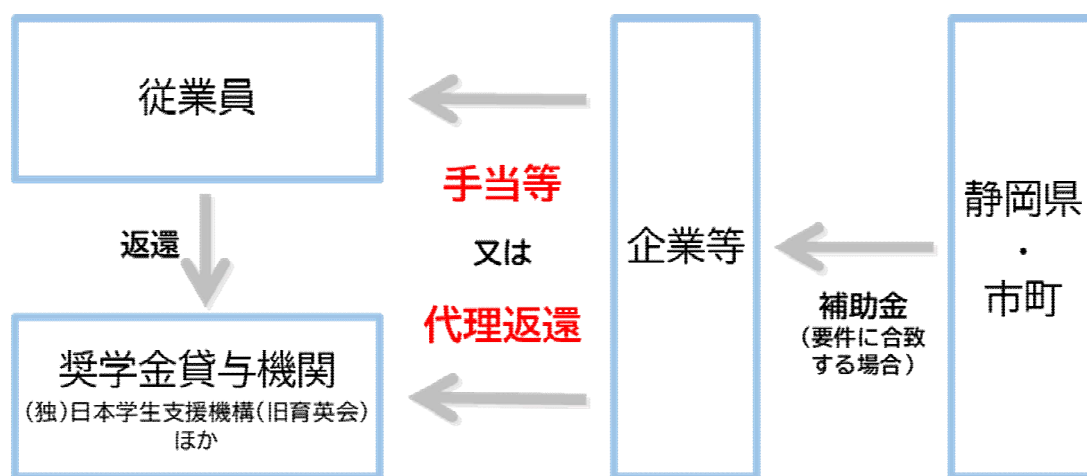 従業員
返還
奨学金貸与機関
(独)日本学生支援機構(旧育英会)
ほか
手当等
又は
代理返還
企業等
補助金
(要件に合致
する場合)
静岡県
・
市町